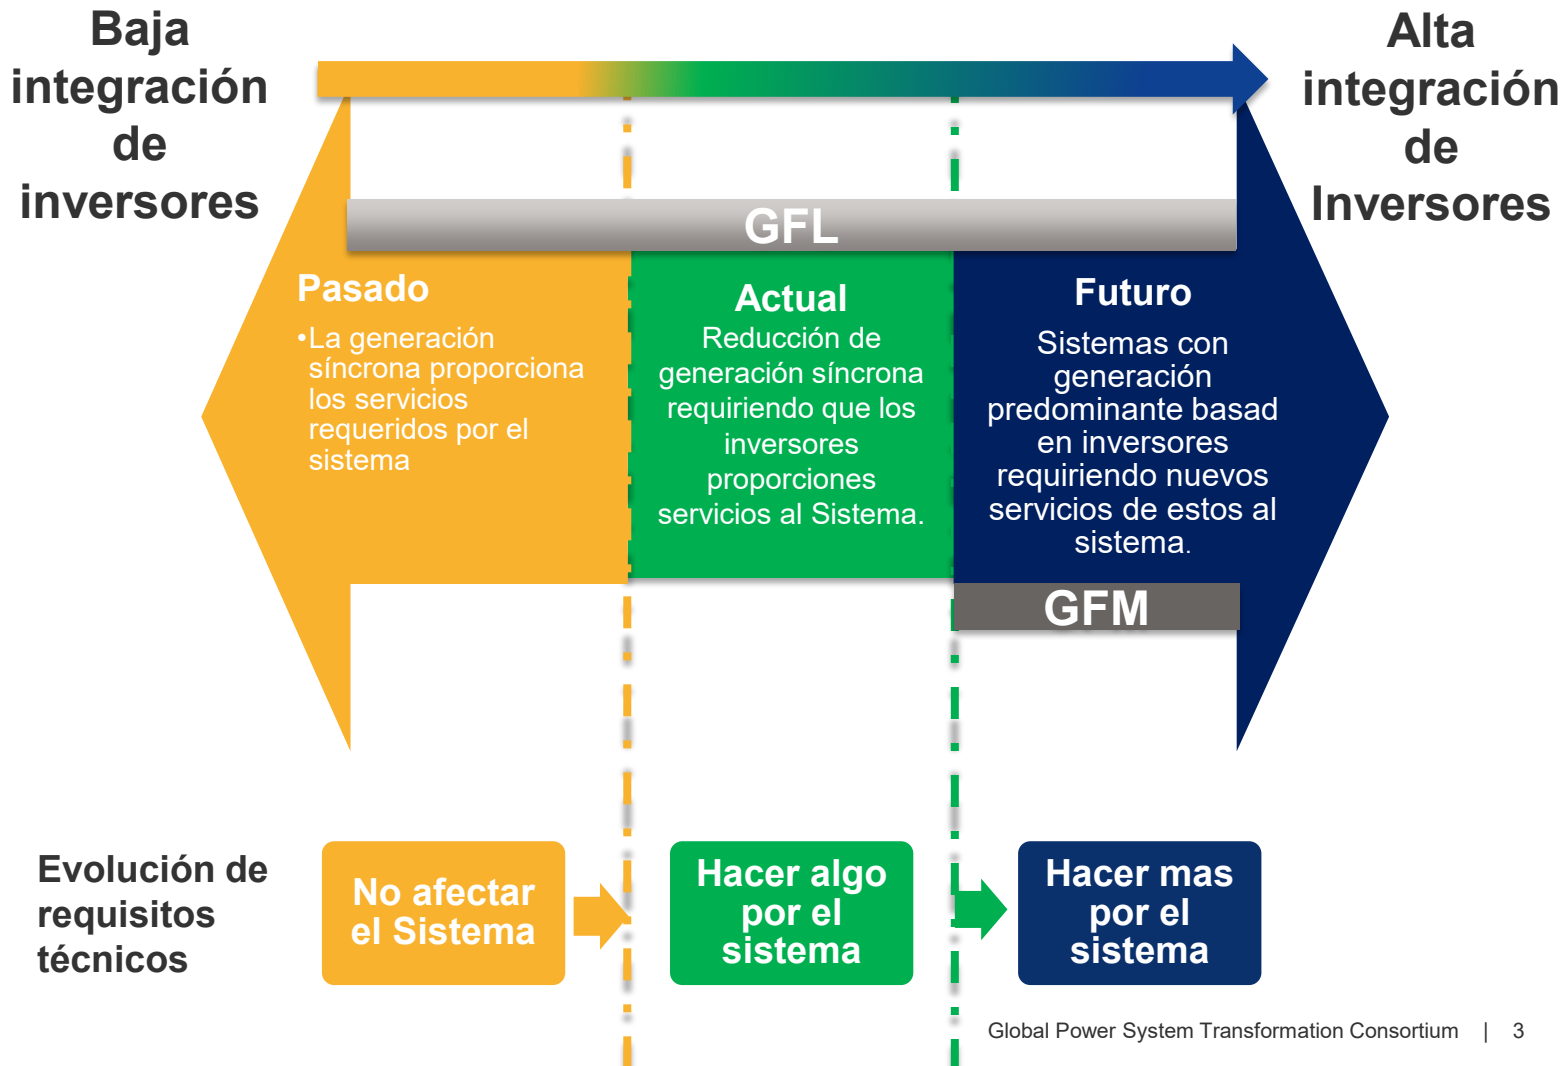 Baja
integración
de
inversores
Alta
integración
de
Inversores
GFL
Pasado
•La generación
síncrona proporciona
los servicios
requeridos por el
sistema
Actual
Reducción de
generación síncrona
requiriendo que los
inversores
proporciones
servicios al Sistema.
Futuro
Sistemas con
generación
predominante basad
en inversores
requiriendo nuevos
servicios de estos al
sistema.
GFM
Evolución de
requisitos
técnicos
No afectar
el Sistema
Hacer algo
por el
sistema
Hacer mas
por el
sistema
Global Power System Transformation Consortium | 3